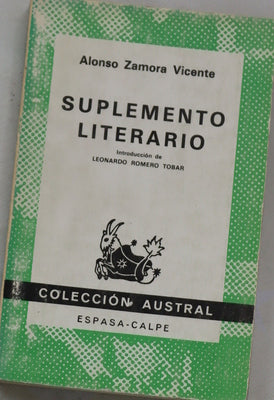 Alonso Zamora Vicente
SUPLEMENTO
LITERARIO
Introducción de
LEONARDO ROMERO TOBAR
COLECCIÓN AUSTRAL
ESPASA-CALPE